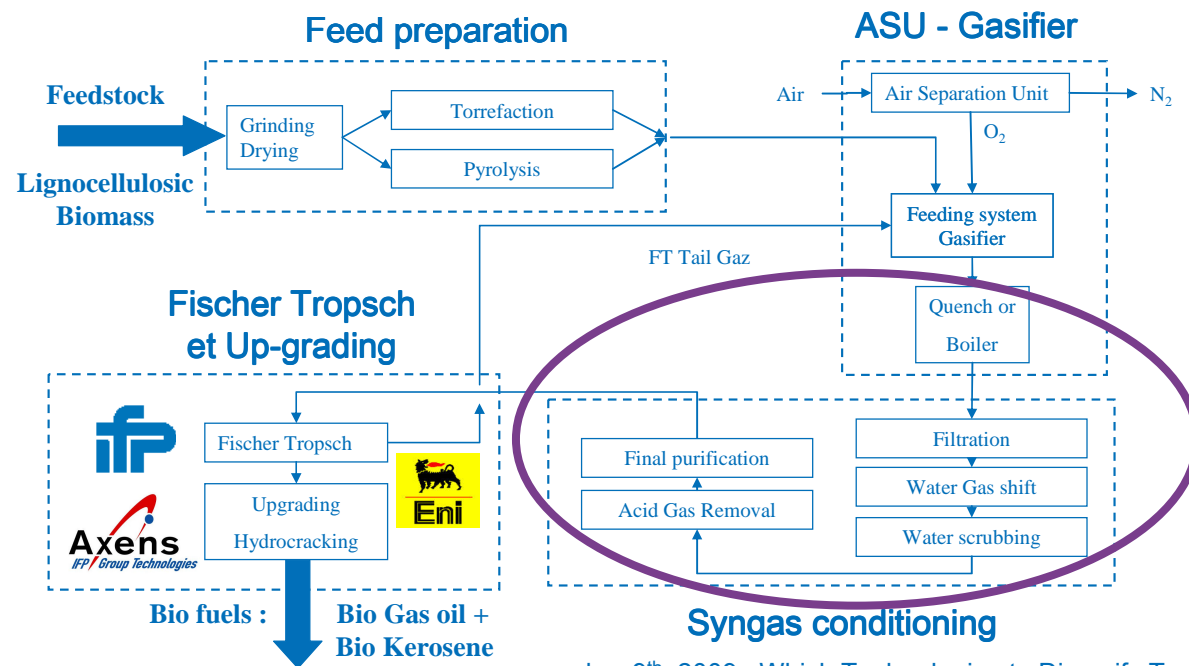 Feed preparation
ASU - Gasifier
Feedstock
Lignocellulosic
Biomass
Grinding
Drying
Torrefaction
Pyrolysis
Air
Air Separation Unit
N2
O2
Feeding system
Gasifier
FT Tail Gaz
Quench or
Boiler
Fischer Tropsch
et Up-grading
ifp
Axens
IFP Group Technologies
Fischer Tropsch
Upgrading
Hydrocracking
Eni
Bio fuels :
Bio Gas oil +
Bio Kerosene
Final purification
Acid Gas Removal
Filtration
Water Gas shift
Water scrubbing
Syngas conditioning